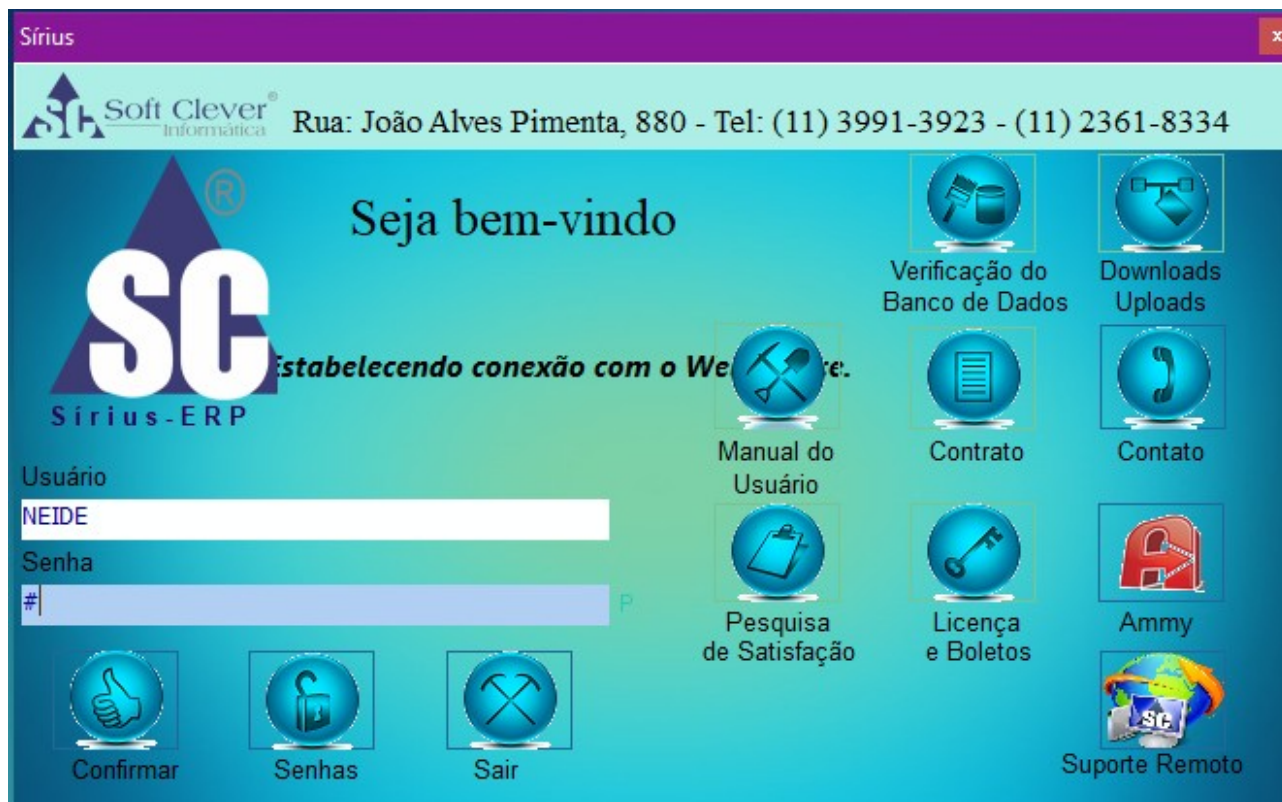 Sírius
x
SC Soft Clever®
Informática
Rua: João Alves Pimenta, 880 - Tel: (11) 3991-3923 - (11) 2361-8334
®
SC
Sírius-ERP
Seja bem-vindo
Estabelecendo conexão com o
Verificação do
Banco de Dados
Downloads
Uploads
Manual do
Usuário
Contrato
Contato
Usuário
NEIDE
Senha
#
P
Pesquisa
de Satisfação
Licença
e Boletos
A
Ammy
Confirmar
Senhas
Sair
SC
Suporte Remoto